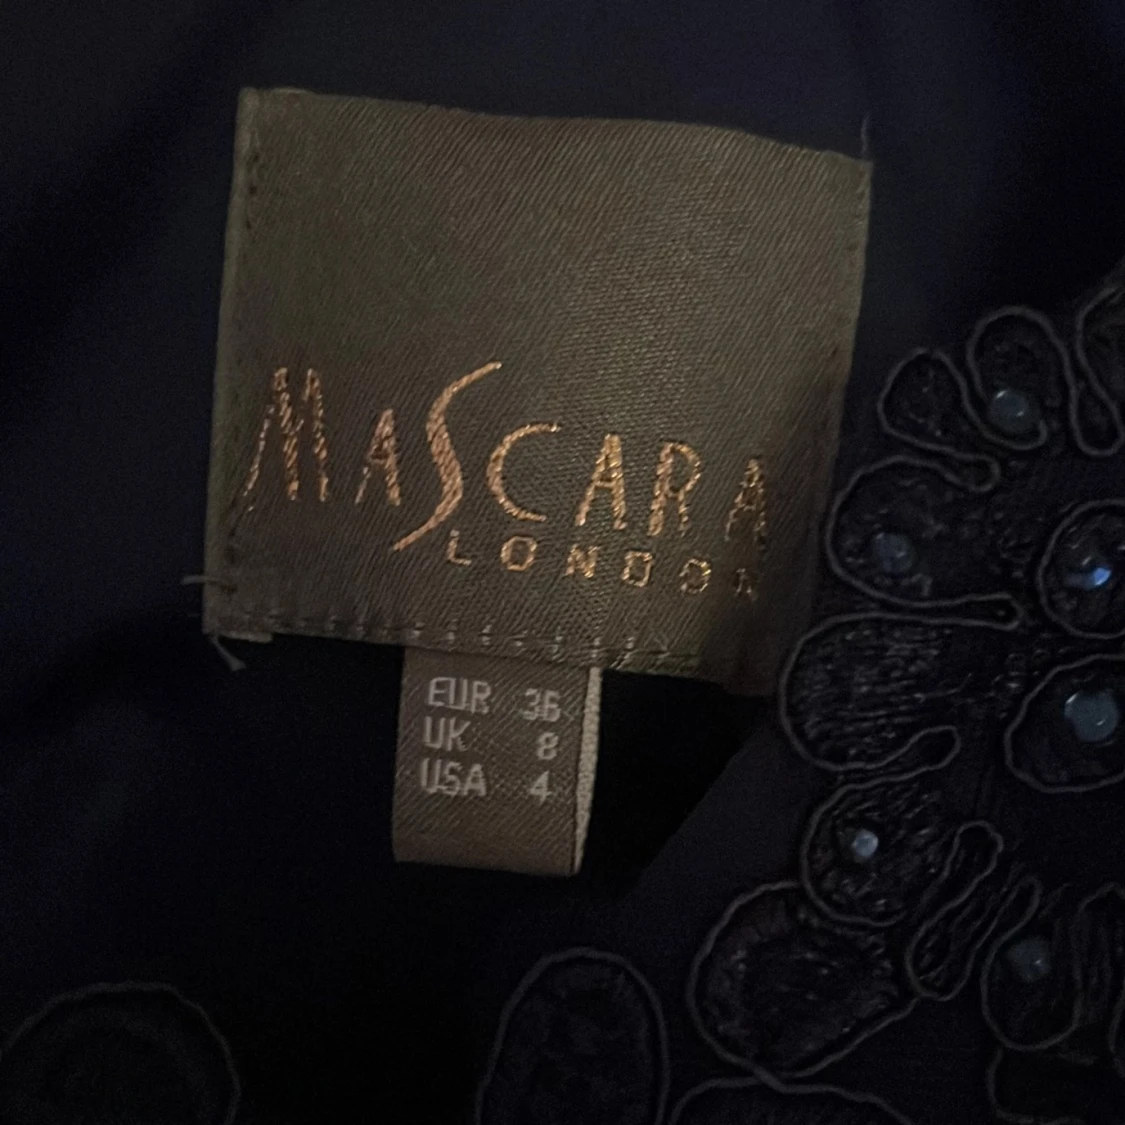 MASCARA
LONDON
EUR 36
UK 8
USA 4